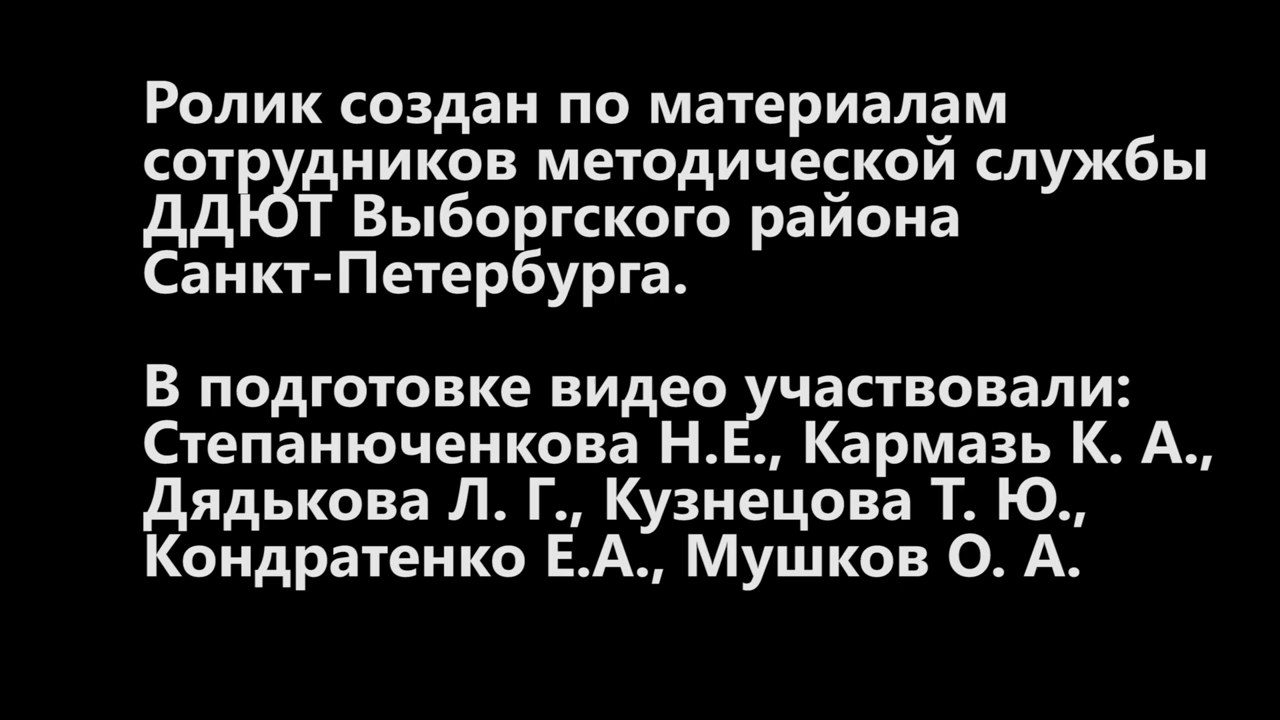 Ролик создан по материалам
сотрудников методической службы
ДДЮТ Выборгского района
Санкт-Петербурга.
В подготовке видео участвовали:
Степанюченкова Н.Е., Кармазь К. А.,
Дядькова Л. Г., Кузнецова Т. Ю.,
Кондратенко Е.А., Мушков О. А.